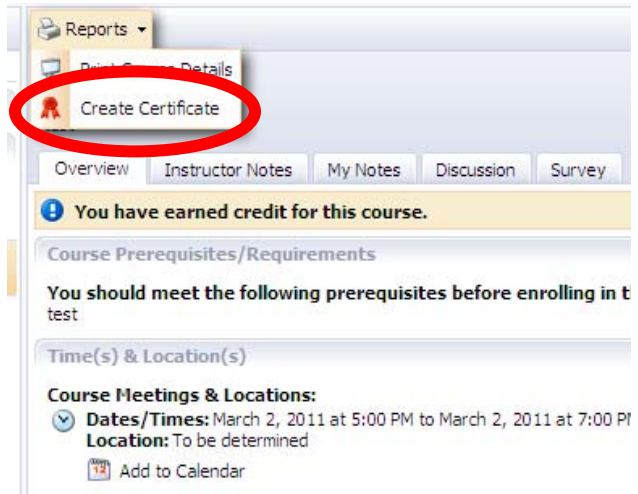 Reports
Print Course Details
Create Certificate
Overview Instructor Notes My Notes Discussion Survey
You have earned credit for this course.
Course Prerequisites/Requirements
You should meet the following prerequisites before enrolling in
test
Time(s) & Location(s)
Course Meetings & Locations:
Dates/Times: March 2, 2011 at 5:00 PM to March 2, 2011 at 7:00
Location: To be determined
12 Add to Calendar